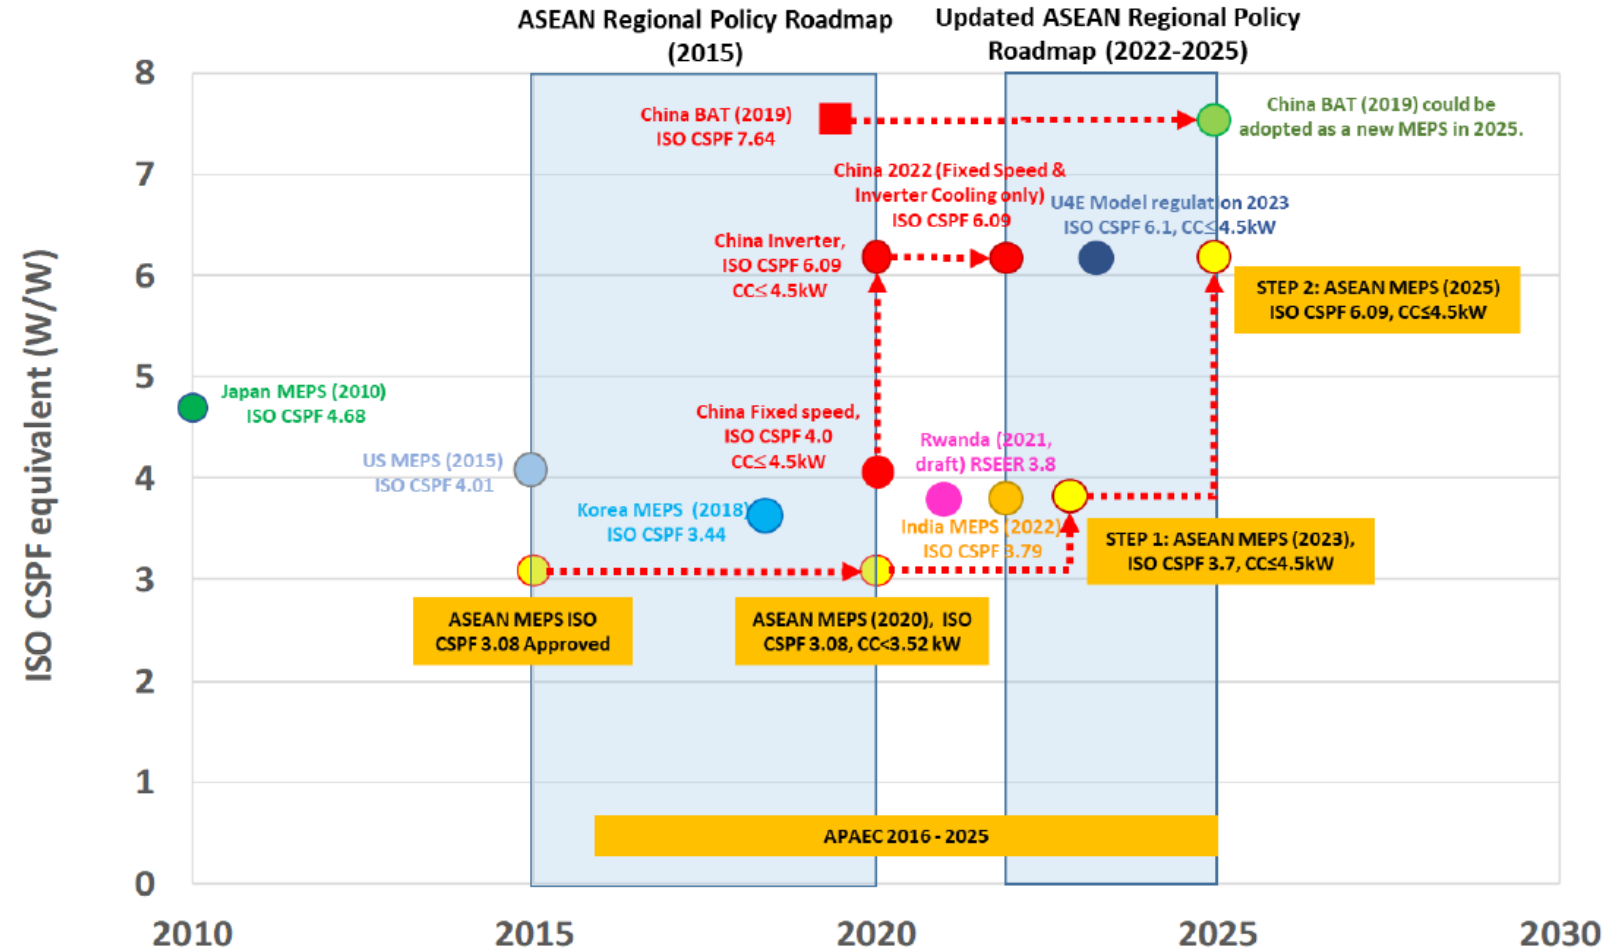 ASEAN Regional Policy Roadmap
(2015)
Updated ASEAN Regional Policy
Roadmap (2022-2025)
ISO CSPF equivalent (W/W)
8
7
6
5
4
3
2
1
0
China BAT (2019)
ISO CSPF 7.64
China BAT (2019) could be
adopted as a new MEPS in 2025.
China 2022 (Fixed Speed &
Inverter Cooling only)
ISO CSPF 6.09
U4E Model regulation 2023
ISO CSPF 6.1, CC≤4.5kW
China Inverter,
ISO CSPF 6.09
CC≤ 4.5kW
STEP 2: ASEAN MEPS (2025)
ISO CSPF 6.09, CC≤4.5kW
Japan MEPS (2010)
ISO CSPF 4.68
China Fixed speed,
ISO CSPF 4.0
CC≤ 4.5kW
US MEPS (2015)
ISO CSPF 4.01
Rwanda (2021,
draft) RSEER 3.8
Korea MEPS (2018)
ISO CSPF 3.44
India MEPS (2022)
ISO CSPF 3.79
STEP 1: ASEAN MEPS (2023),
ISO CSPF 3.7, CC≤4.5kW
ASEAN MEPS ISO
CSPF 3.08 Approved
ASEAN MEPS (2020), ISO
CSPF 3.08, CC<3.52 kW
APAEC 2016 - 2025
2010
2015
2020
2025
2030